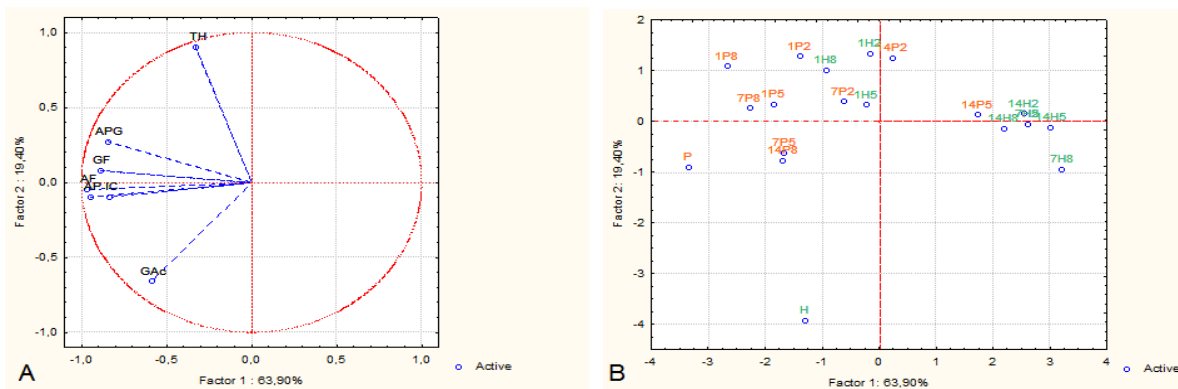 TH
1,0
0,5
0,0
-0,5
-1,0
APG
GF
AF
AP IC
GAc
Factor 2 : 19,40%
-1,0 -0,5 0,0 0,5 1,0
Factor 1 : 63,90%
Active
A
B
2
1
0
-1
-2
-3
-4
Factor 2: 19,40%
1P8 1P2 1H8 1H2 4P2
7P8 1P5 7P2 1H5 14P5 14H2
14H8 14H5
P 7P5
14P8
7H8
H
-4 -3 -2 -1 0 1 2 3 4
Factor 1: 63,90%
Active